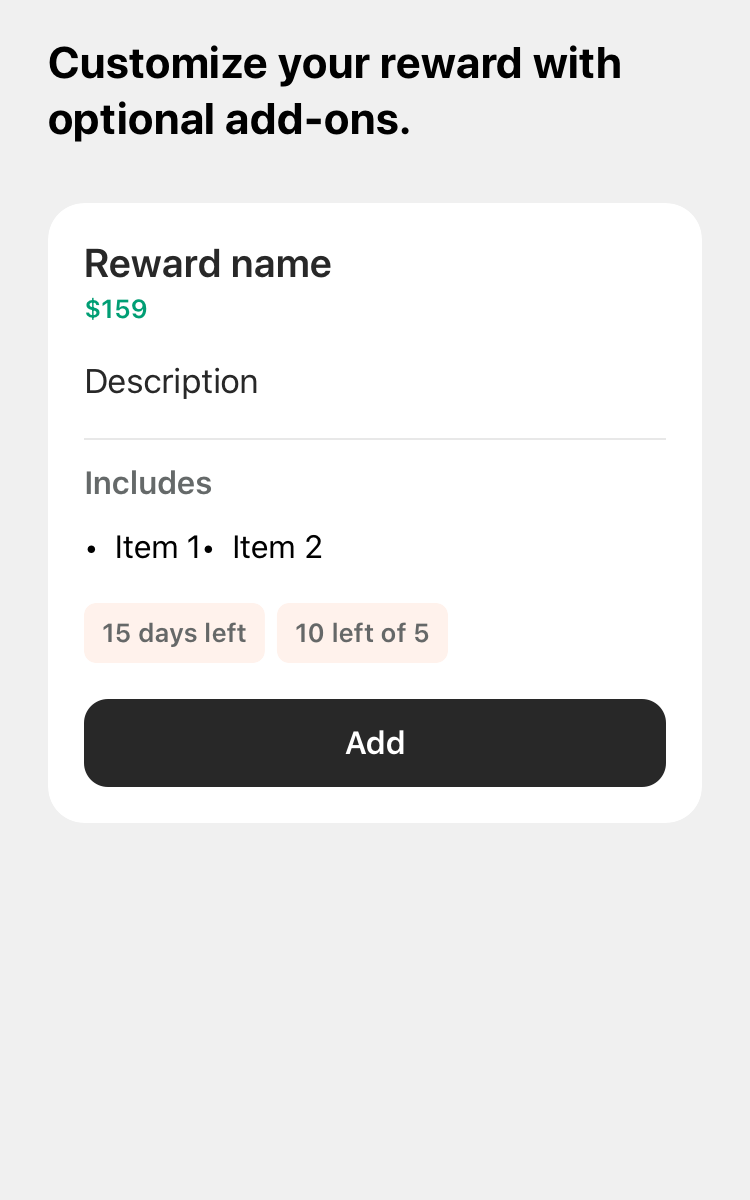 Customize your reward with
optional add-ons.
Reward name
$159
Description
Includes
• Item 1• Item 2
15 days left 10 left of 5
Add